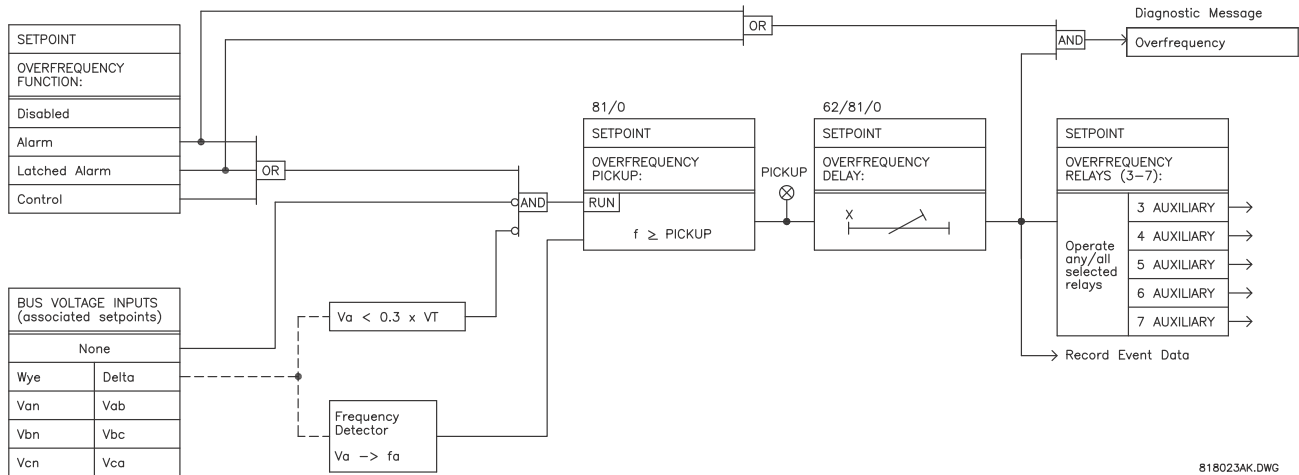 SETPOINT
OVERFREQUENCY
FUNCTION:
Disabled
Alarm
Latched Alarm
Control
OR
OR
AND
Diagnostic Message
Overfrequency
AND
81/O
SETPOINT
OVERFREQUENCY
PICKUP:
RUN
f ≥ PICKUP
PICKUP
62/81/O
SETPOINT
OVERFREQUENCY
DELAY:
X
SETPOINT
OVERFREQUENCY
RELAYS (3-7):
Operate
any/all
selected
relays
3 AUXILIARY
4 AUXILIARY
5 AUXILIARY
6 AUXILIARY
7 AUXILIARY
Record Event Data
BUS VOLTAGE INPUTS
(associated setpoints)
None
Wye Delta
Van Vab
Vbn Vbc
Vcn Vca
Va < 0.3 x VT
Frequency
Detector
Va -> fa
818023AK.DWG